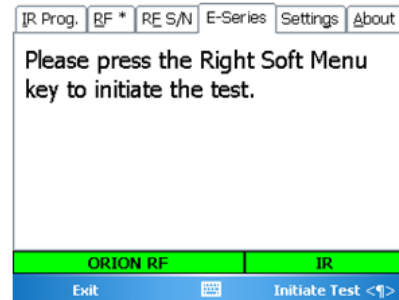 IR Prog. RF * RF S/N E-Series Settings About
Please press the Right Soft Menu
key to initiate the test.
ORION RF IR
Exit Initiate Test <¶>